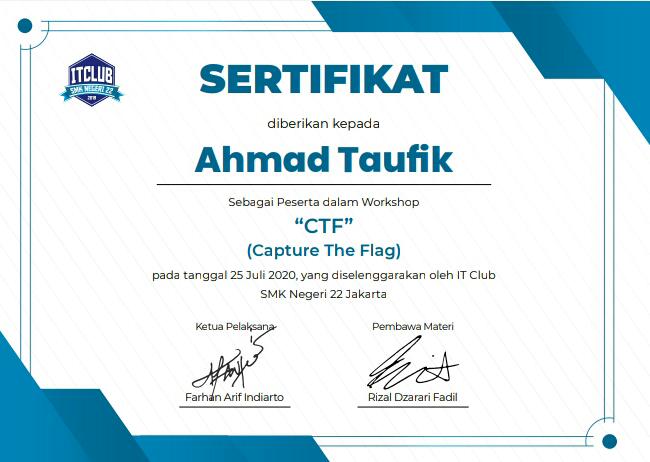 ITCLUB
SMK NEGERI 22
2019
SERTIFIKAT
diberikan kepada
Ahmad Taufik
Sebagai Peserta dalam Workshop
“CTF”
(Capture The Flag)
pada tanggal 25 Juli 2020, yang diselenggarakan oleh IT Club
SMK Negeri 22 Jakarta
Ketua Pelaksana
Farhan Arif Indiarto
Pembawa Materi
Rizal Dzarari Fadil